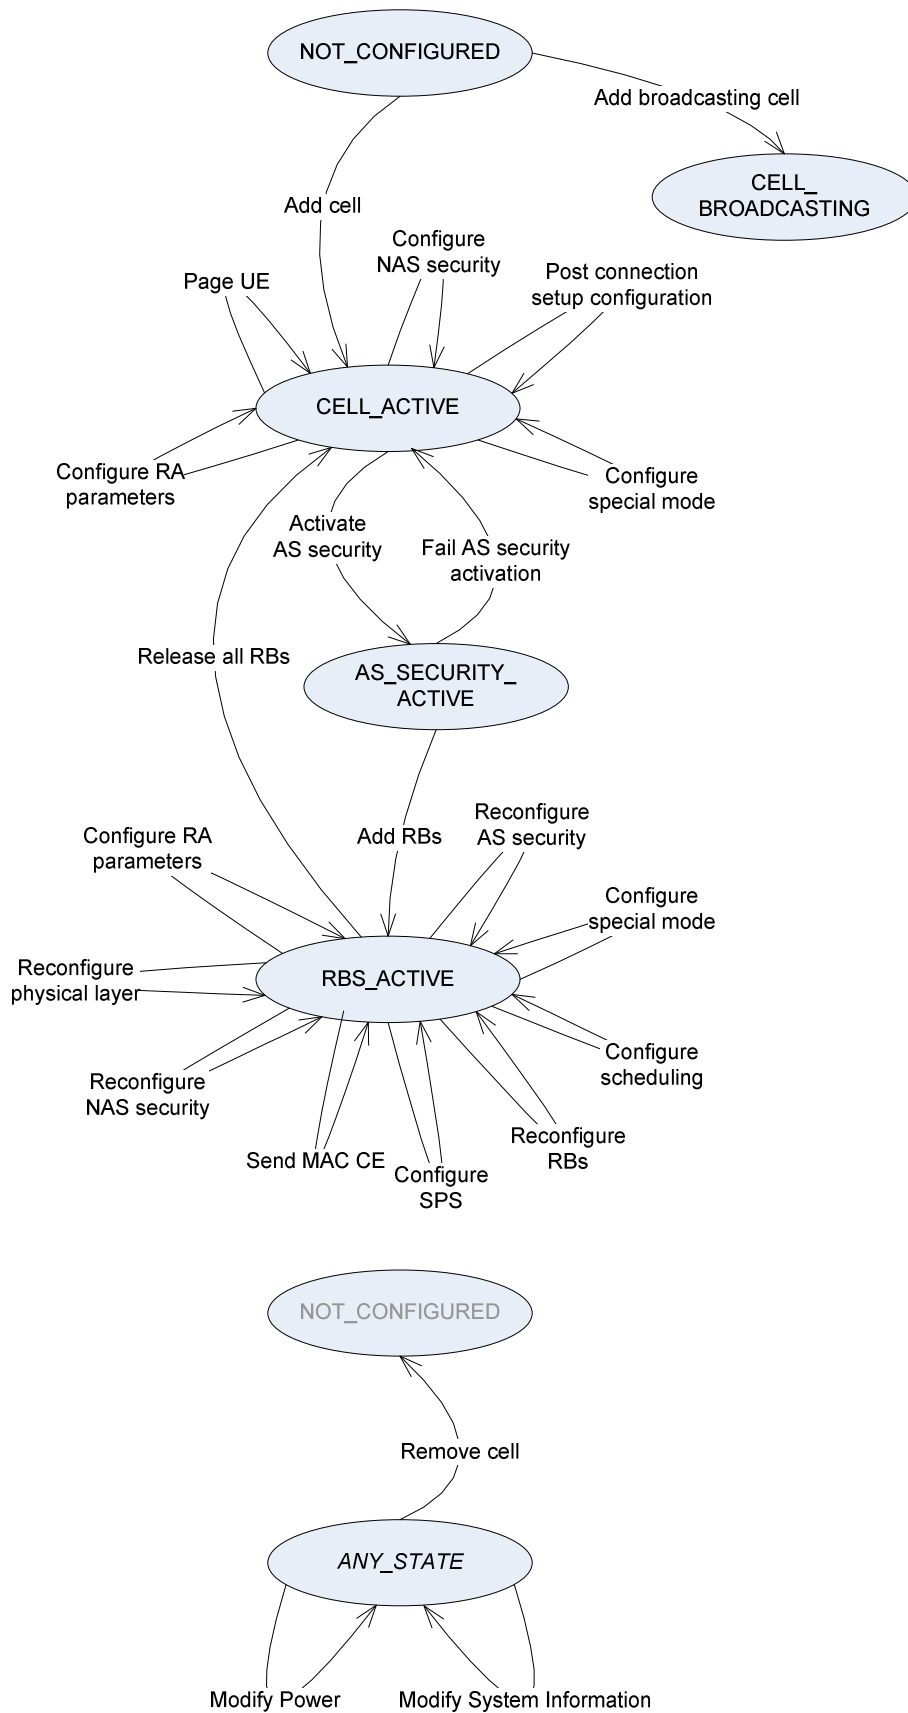 NOT_CONFIGURED
Add broadcasting cell
CELL_
BROADCASTING
Add cell
Configure
NAS security
Page UE
Post connection
setup configuration
CELL_ACTIVE
Configure RA
parameters
Configure
special mode
Activate
AS security
Fail AS security
activation
Release all RBs
AS_SECURITY_
ACTIVE
Reconfigure
AS security
Add RBs
Configure RA
parameters
Configure
special mode
Reconfigure
physical layer
RBS_ACTIVE
Configure
scheduling
Reconfigure
NAS security
Reconfigure
RBs
Send MAC CE
Configure
SPS
NOT_CONFIGURED
Remove cell
ANY_STATE
Modify Power
Modify System Information